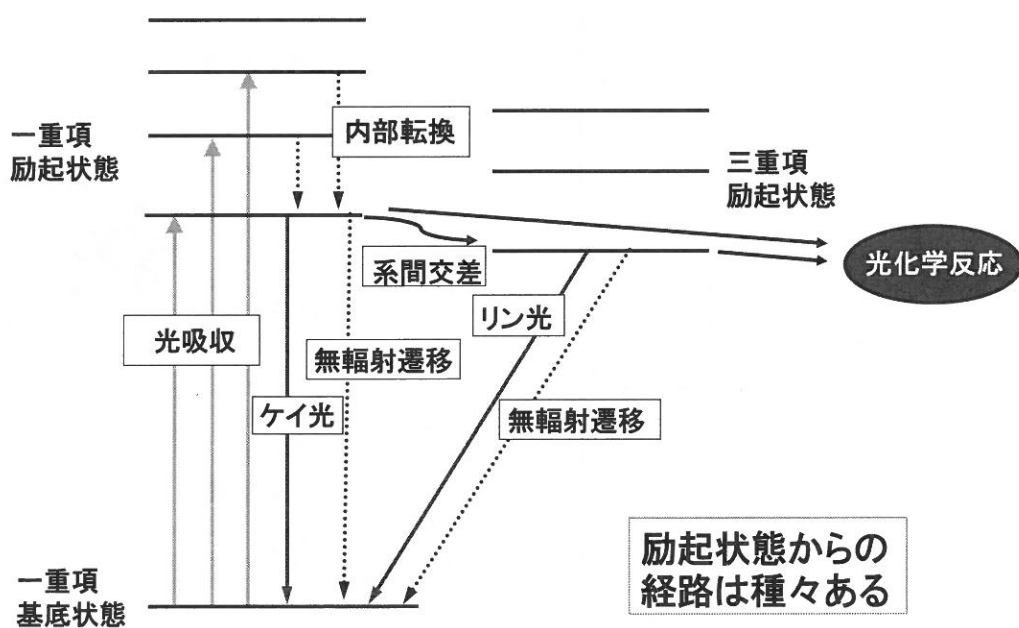 内部転換
一重項
励起状態
三重項
励起状態
系間交差
光化学反応
リン光
光吸収
無輻射遷移
ケイ光
無輻射遷移
励起状態からの
経路は種々ある
一重項
基底状態